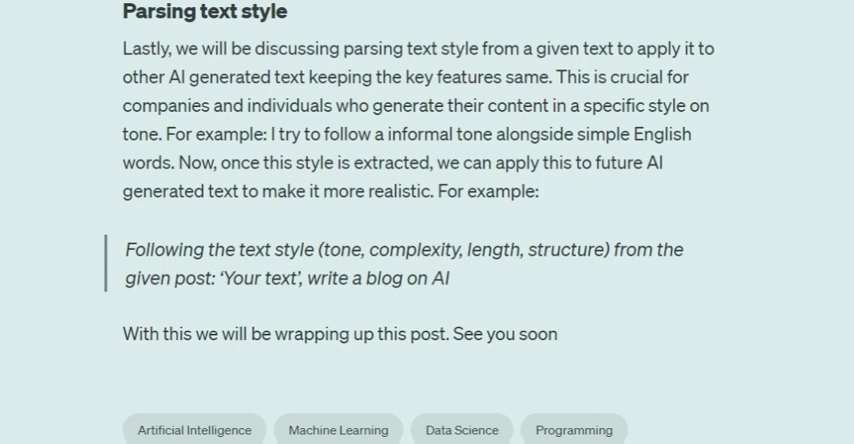 Parsing text style
Lastly, we will be discussing parsing text style from a given text to apply it to
other AI generated text keeping the key features same. This is crucial for
companies and individuals who generate their content in a specific style on
tone. For example: I try to follow a informal tone alongside simple English
words. Now, once this style is extracted, we can apply this to future AI
generated text to make it more realistic. For example:
Following the text style (tone, complexity, length, structure) from the
given post: ‘Your text’, write a blog on AI
With this we will be wrapping up this post. See you soon
Artificial Intelligence Machine Learning Data Science Programming